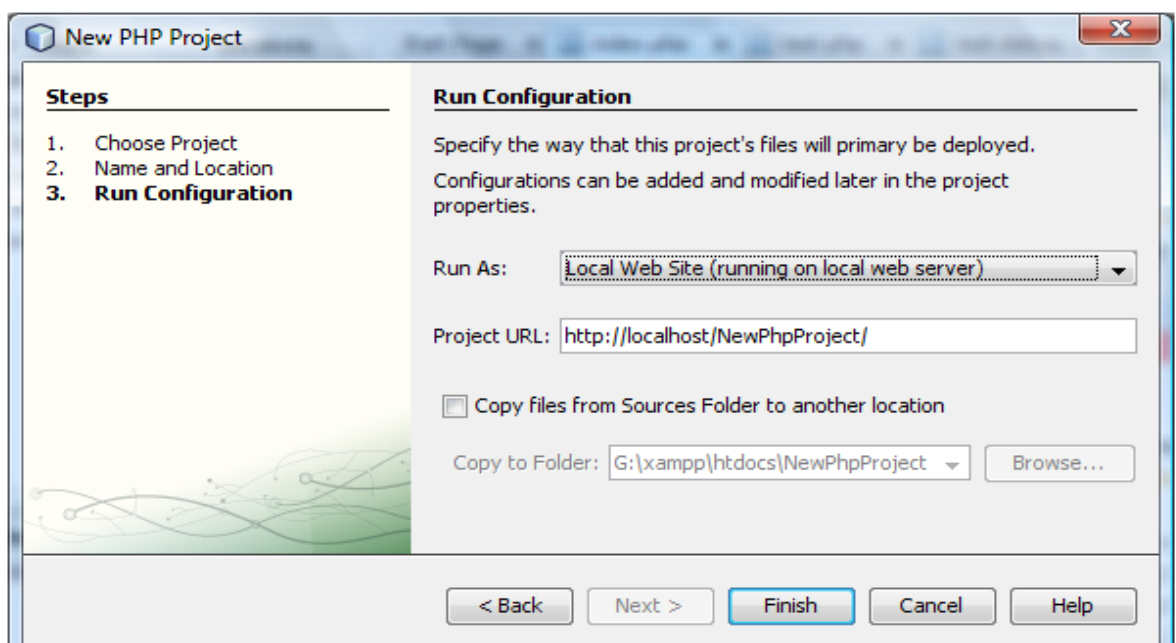 New PHP Project
Steps
1. Choose Project
2. Name and Location
3. Run Configuration
Run Configuration
Specify the way that this project's files will primary be deployed.
Configurations can be added and modified later in the project
properties.
Run As: Local Web Site (running on local web server)
Project URL: http://localhost/NewPhpProject/
Copy files from Sources Folder to another location
Copy to Folder: G:\xampp\htdocs\NewPhpProject Browse...
< Back Next > Finish Cancel Help